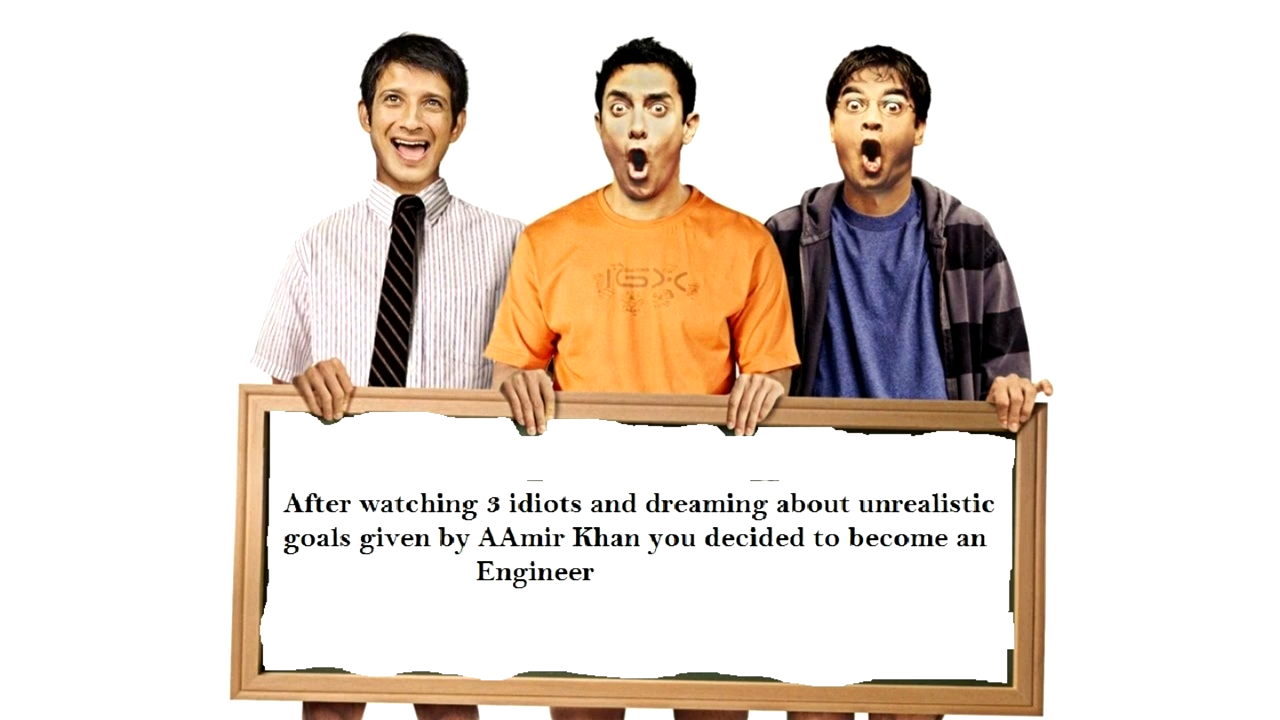 After watching 3 idiots and dreaming about unrealistic
goals given by AAmir Khan you decided to become an
Engineer